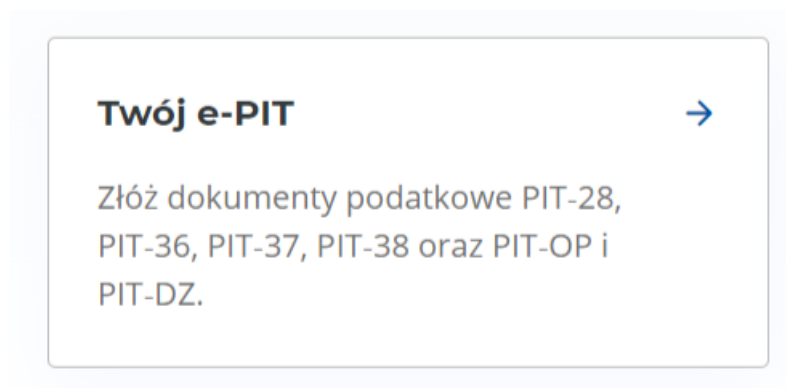 Twój e-PIT
Złóż dokumenty podatkowe PIT-28,
PIT-36, PIT-37, PIT-38 oraz PIT-OP i
PIT-DZ.